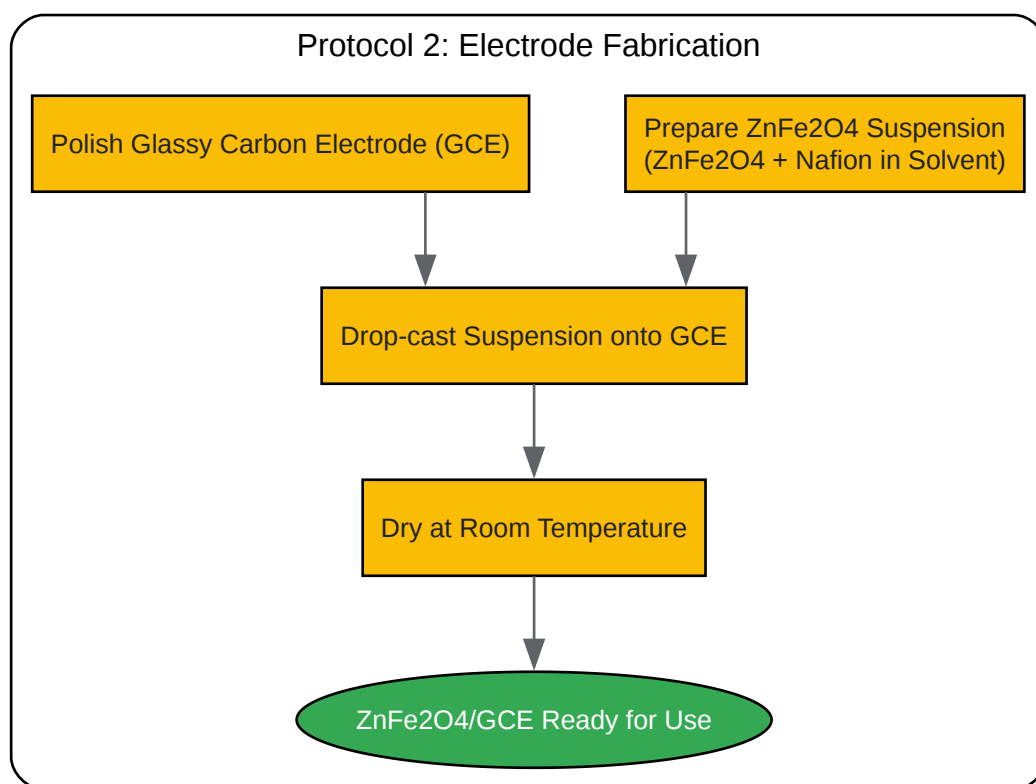 Protocol 2: Electrode Fabrication
Polish Glassy Carbon Electrode (GCE)
Prepare ZnFe2O4 Suspension
(ZnFe2O4 + Nafion in Solvent)
Drop-cast Suspension onto GCE
Dry at Room Temperature
ZnFe2O4/GCE Ready for Use